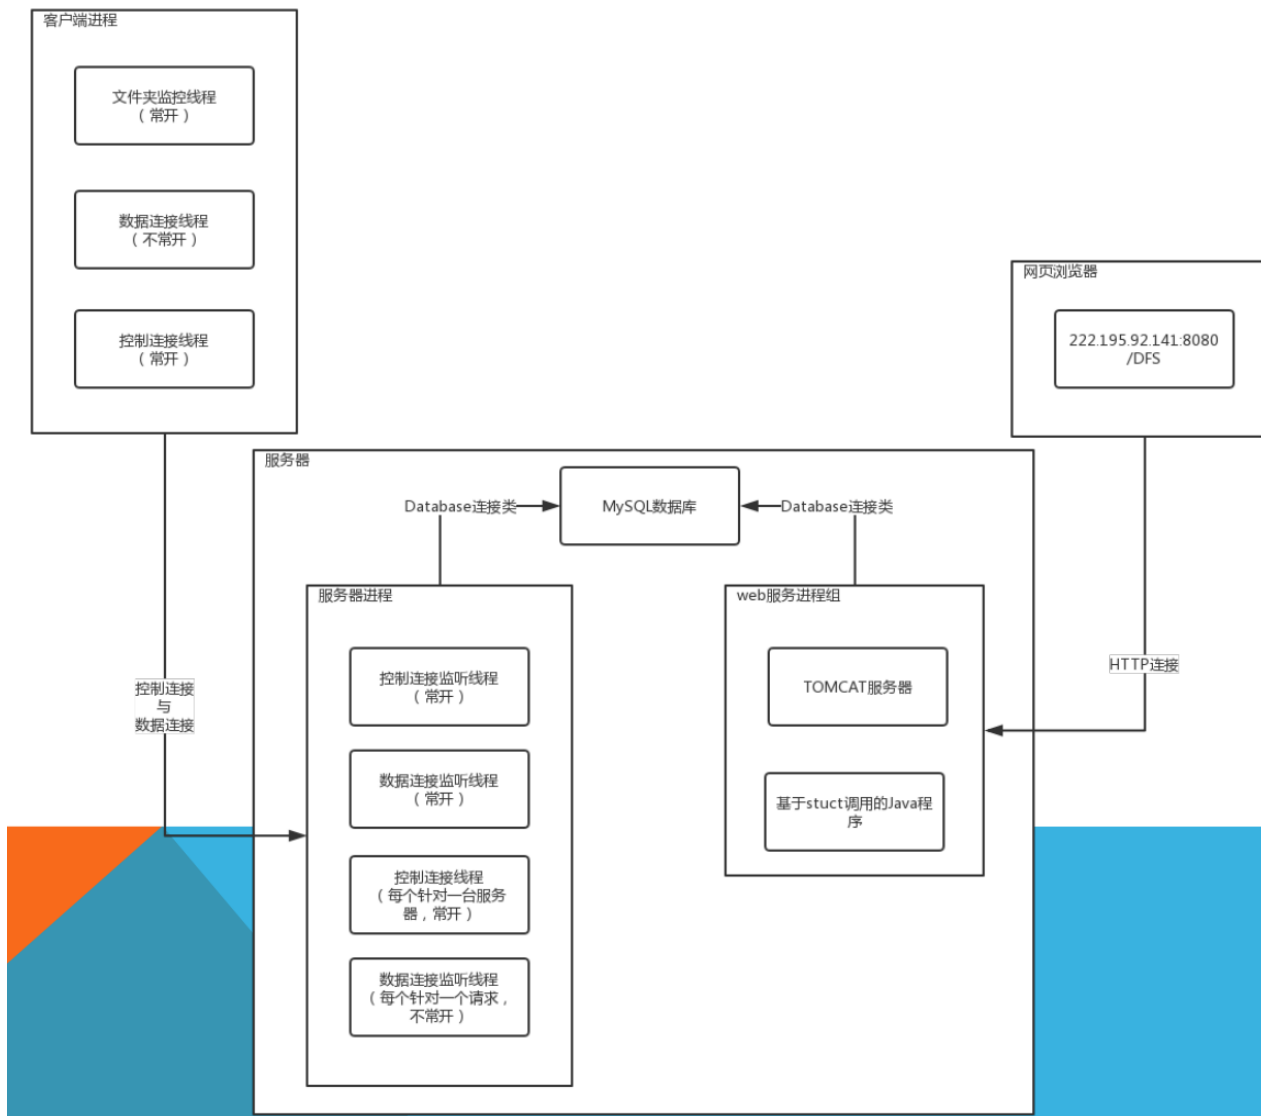 客户端进程
文件夹监控线程
（常开）
数据连接线程
（不常开）
控制连接线程
（常开）
网页浏览器
222.195.92.141:8080
/DFS
服务器
Database连接类
MySQL数据库
Database连接类
服务器进程
控制连接监听线程
（常开）
数据连接监听线程
（常开）
控制连接线程
（每个针对一台服务
器，常开）
数据连接监听线程
（每个针对一个请求，
不常开）
web服务进程组
TOMCAT服务器
基于stuct调用的Java程
序
控制连接
与
数据连接
HTTP连接